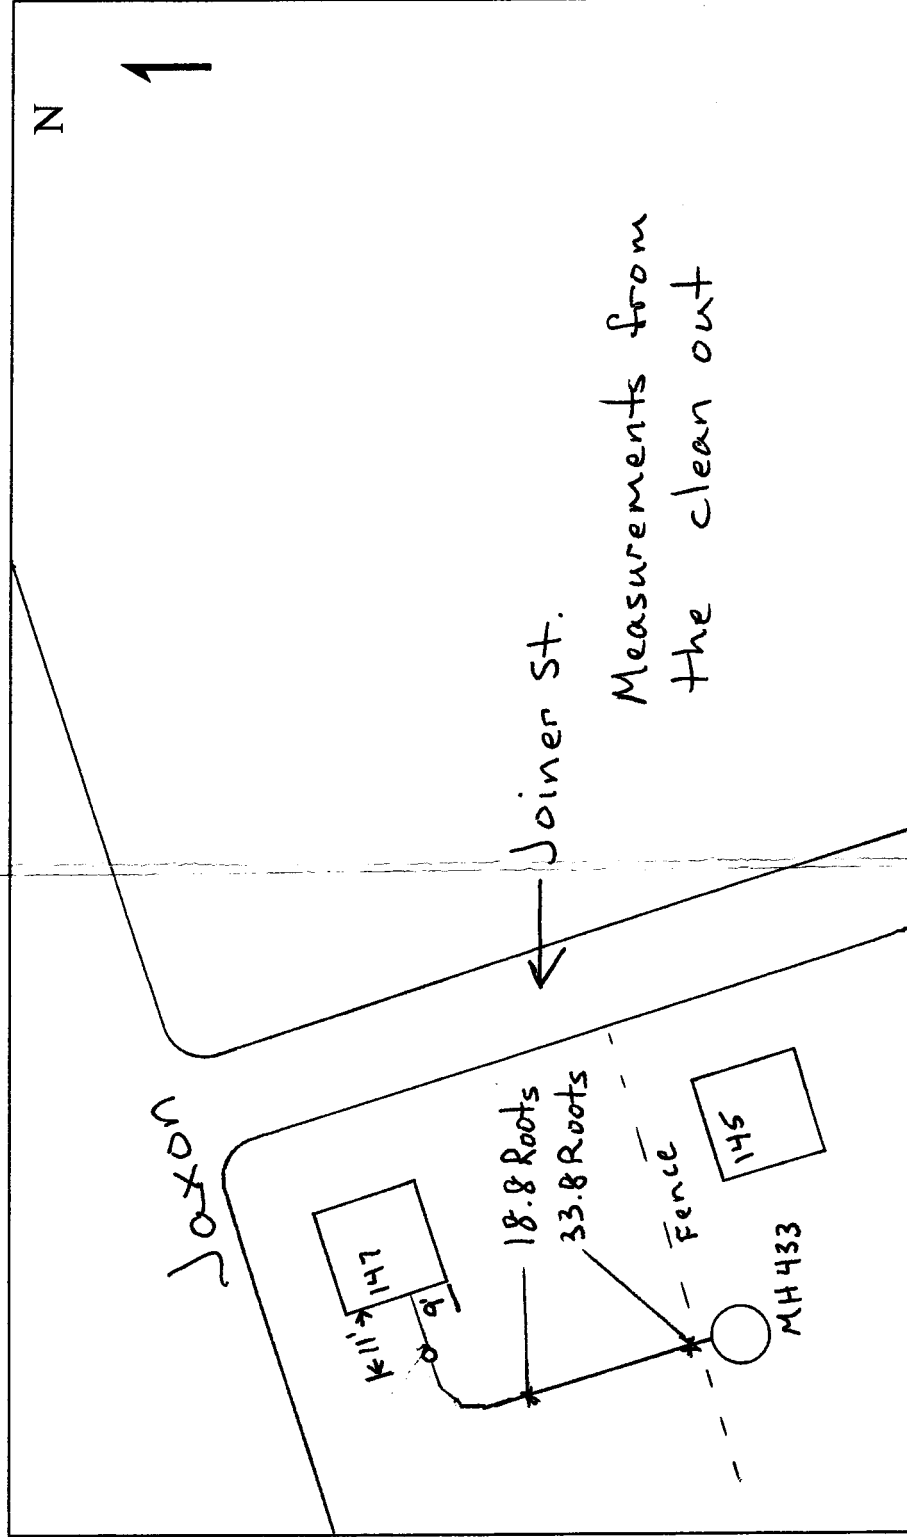 N
Jaxon
147
K11'
9'
18.8 Roots
33.8 Roots
Joiner St.
Measurements from
the clean out
Fence
145
MH 433